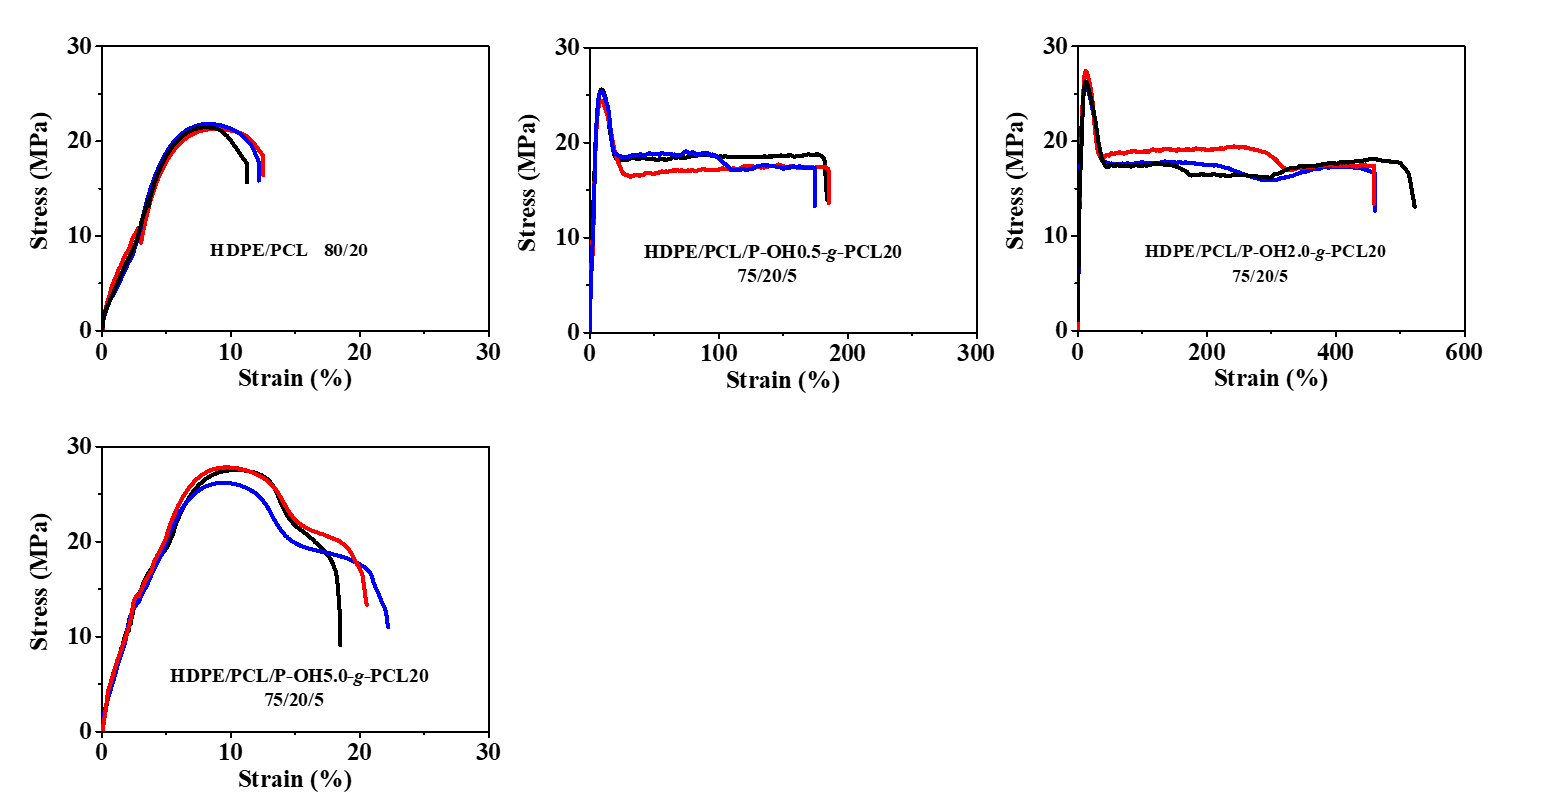 30
20
10
0
0
10
20
30
Stress (MPa)
Strain (%)
HDPE/PCL 80/20
30
20
10
0
0
100
200
300
Stress (MPa)
Strain (%)
HDPE/PCL/P-OH0.5-g-PCL20
75/20/5
30
20
10
0
0
200
400
600
Stress (MPa)
Strain (%)
HDPE/PCL/P-OH2.0-g-PCL20
75/20/5
30
20
10
0
0
10
20
30
Stress (MPa)
Strain (%)
HDPE/PCL/P-OH5.0-g-PCL20
75/20/5